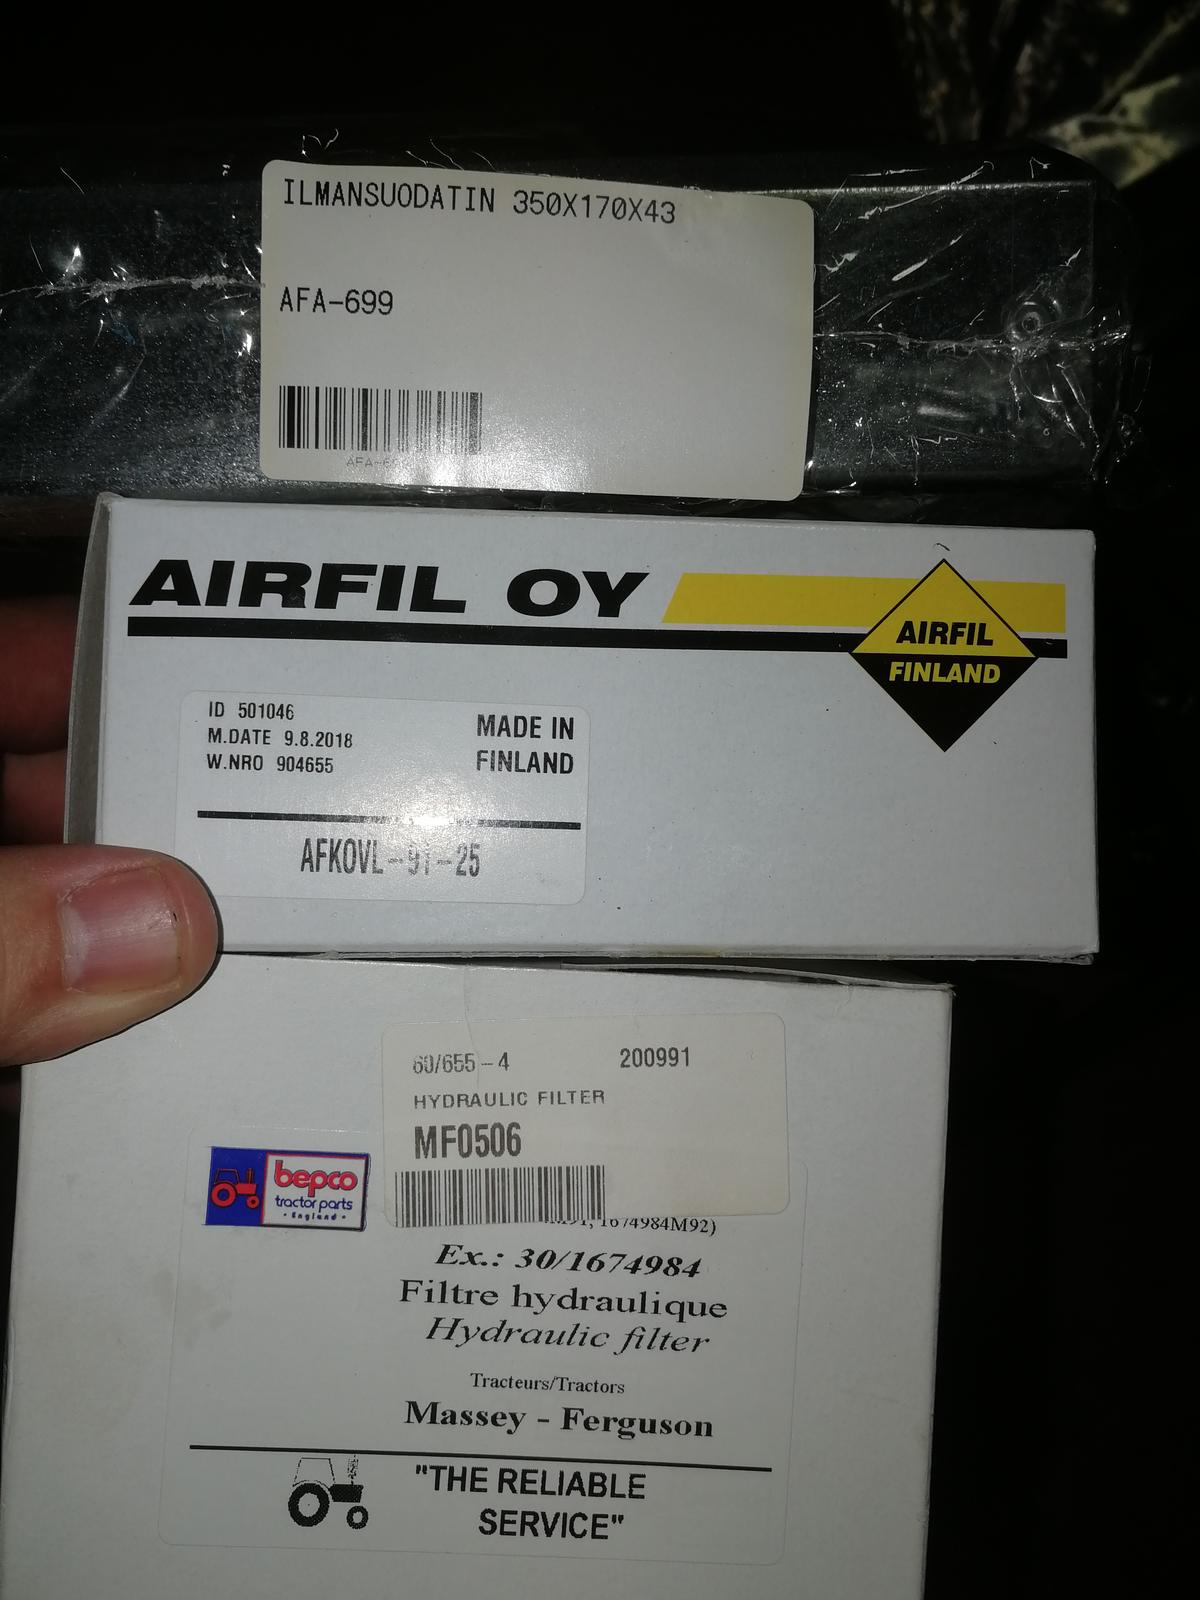 ILMANSUODATIN 350X170X43
AFA-699
AIRFIL OY
AIRFIL
FINLAND
ID 501046
M.DATE 9.8.2018
W.NRO 904655
MADE IN
FINLAND
AFKOVL-91-25
60/655-4 200991
HYDRAULIC FILTER
MF0506
bepco
tractor parts
- England -
1674984M92)
Ex.: 30/1674984
Filtre hydraulique
Hydraulic filter
Tracteurs/Tractors
Massey - Ferguson
"THE RELIABLE
SERVICE"